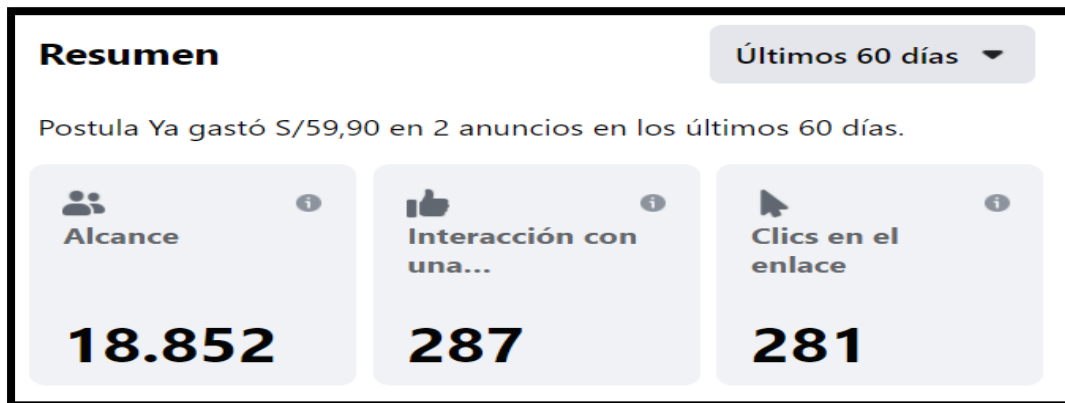 Resumen
Últimos 60 días
Postula Ya gastó S/59,90 en 2 anuncios en los últimos 60 días.
Alcance
18.852
Interacción con
una...
287
Clics en el
enlace
281